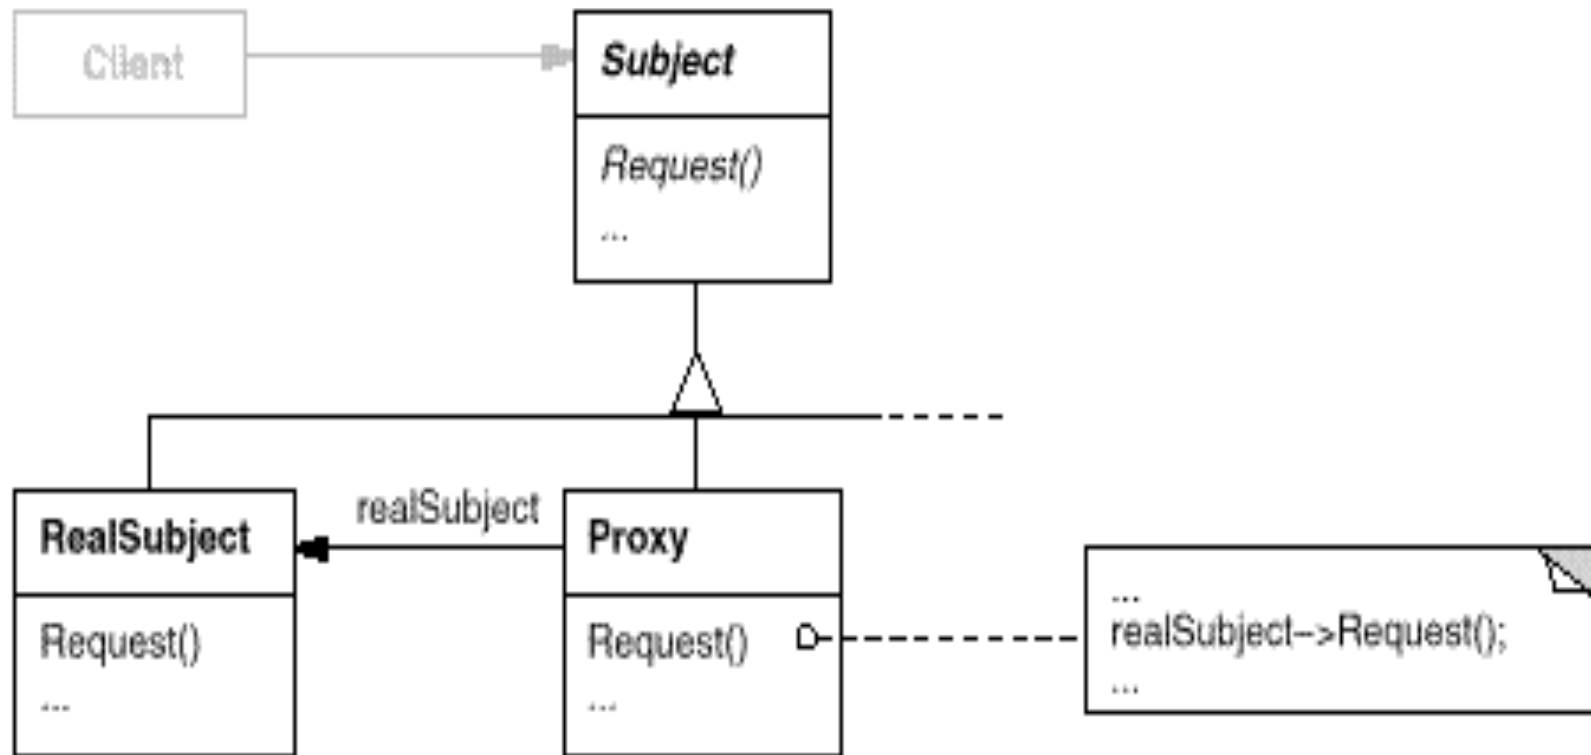 Client
Subject
Request()
...
realSubject
RealSubject
Request()
...
Proxy
Request()
...
...
realSubject–>Request();
...